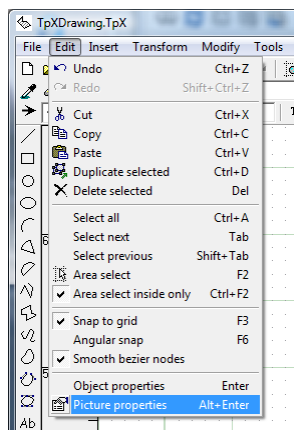 TpXDrawing.TpX
File Edit Insert Transform Modify Tools
Undo Ctrl+Z
Redo Shift+Ctrl+Z
Cut Ctrl+X
Copy Ctrl+C
Paste Ctrl+V
Duplicate selected Ctrl+D
Delete selected Del
Select all Ctrl+A
Select next Tab
Select previous Shift+Tab
Area select F2
Area select inside only Ctrl+F2
Snap to grid F3
Angular snap F6
Smooth bezier nodes
Object properties Enter
Picture properties Alt+Enter
Ab